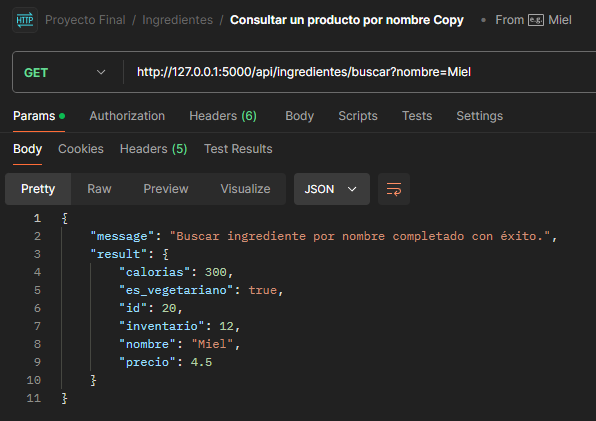 HTTP Proyecto Final / Ingredientes / Consultar un producto por nombre Copy • From e.g. Miel
GET http://127.0.0.1:5000/api/ingredientes/buscar?nombre=Miel
Params Authorization Headers (6) Body Scripts Tests Settings
Body Cookies Headers (5) Test Results
Pretty Raw Preview Visualize JSON
1 {
2 "message": "Buscar ingrediente por nombre completado con éxito.",
3 "result": {
4 "calorias": 300,
5 "es_vegetariano": true,
6 "id": 20,
7 "inventario": 12,
8 "nombre": "Miel",
9 "precio": 4.5
10 }
11 }